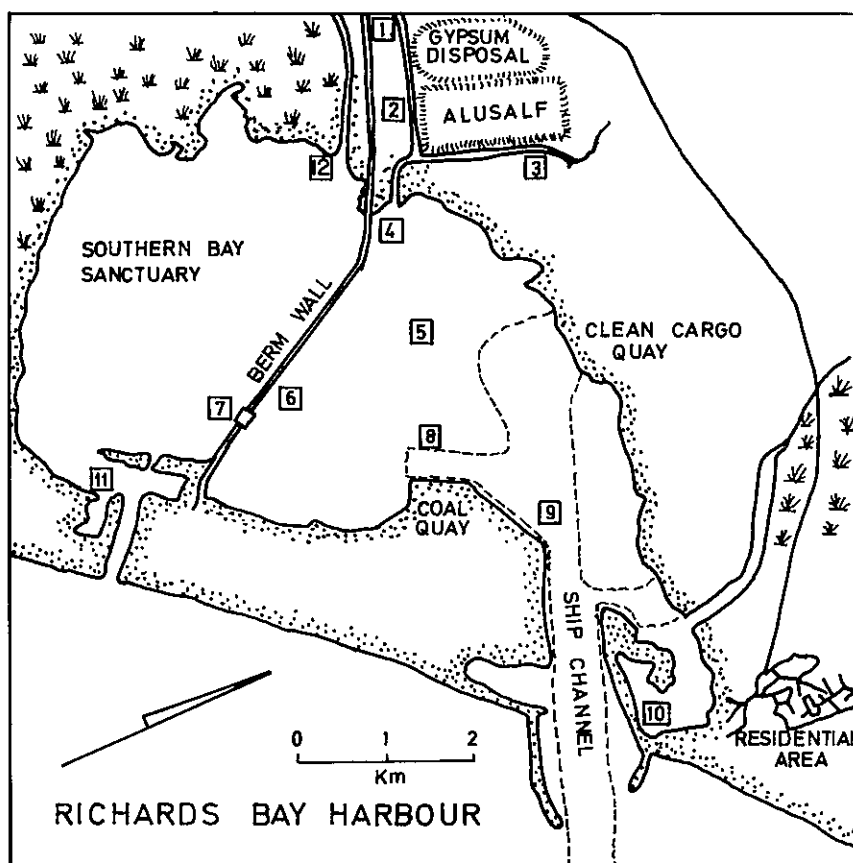 1
GYPSUM
DISPOSAL
2
ALUSALF
12
3
4
SOUTHERN BAY
SANCTUARY
BERM WALL
5
CLEAN CARGO
QUAY
6
7
8
11
COAL
QUAY
9
SHIP CHANNEL
10
RESIDENTIAL
AREA
0 1 2
Km
RICHARDS BAY HARBOUR